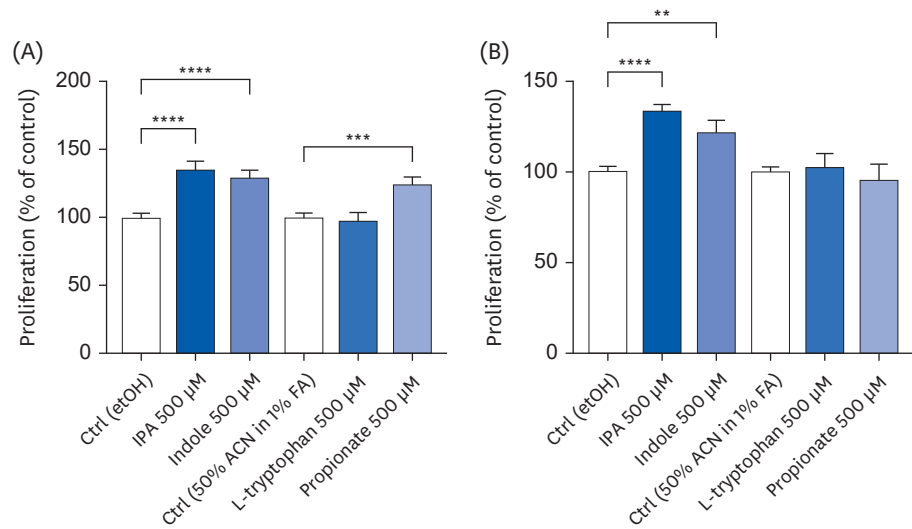 (A)
Proliferation (% of control)
200
150
100
50
0
****
****
***
Ctrl (etOH)
IPA 500 µM
Indole 500 µM
Ctrl (50% ACN in 1% FA)
L-tryptophan 500 µM
Propionate 500 µM
(B)
Proliferation (% of control)
150
100
50
0
**
****
Ctrl (etOH)
IPA 500 µM
Indole 500 µM
Ctrl (50% ACN in 1% FA)
L-tryptophan 500 µM
Propionate 500 µM